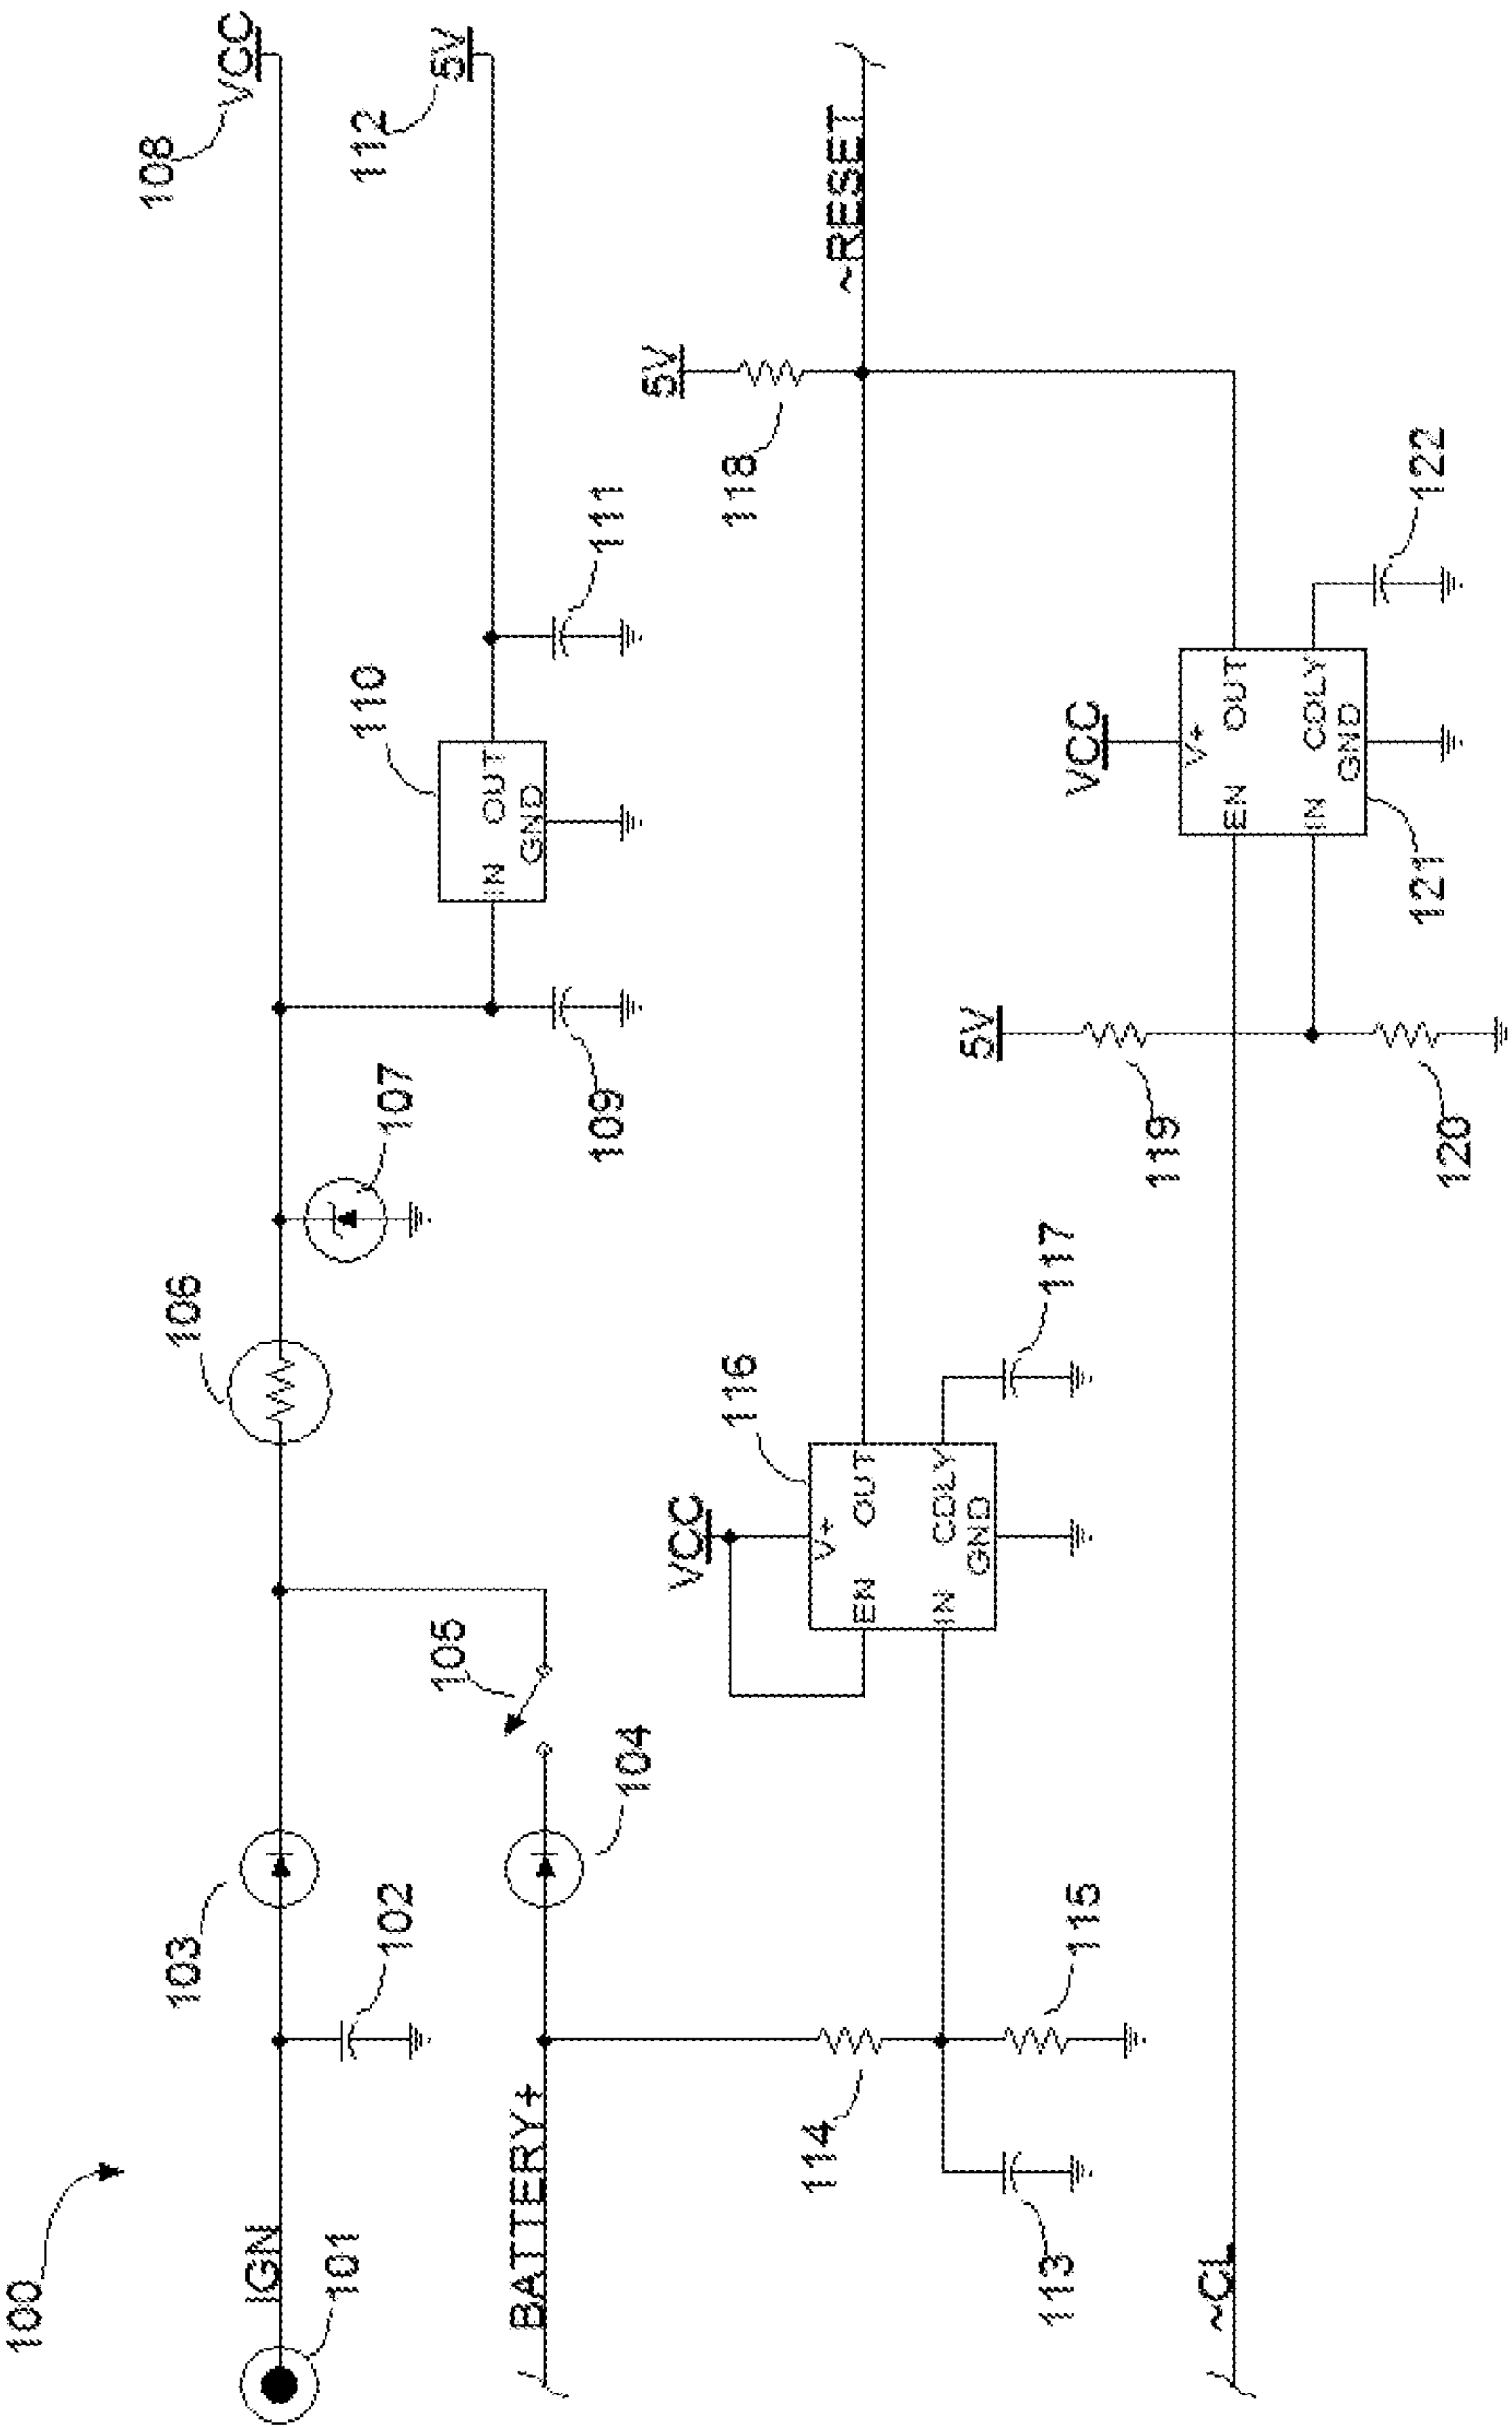 100
108
VCC
106
103
IGN
101
102
107
112
5V
110
IN
OUT
GND
111
109
105
104
BATTERY+
118
5V
~RESET
116
VCC
V+
EN
OUT
IN
CDLY
GND
117
114
115
113
5V
119
120
VCC
V+
EN
OUT
IN
CDLY
GND
121
122
~CL